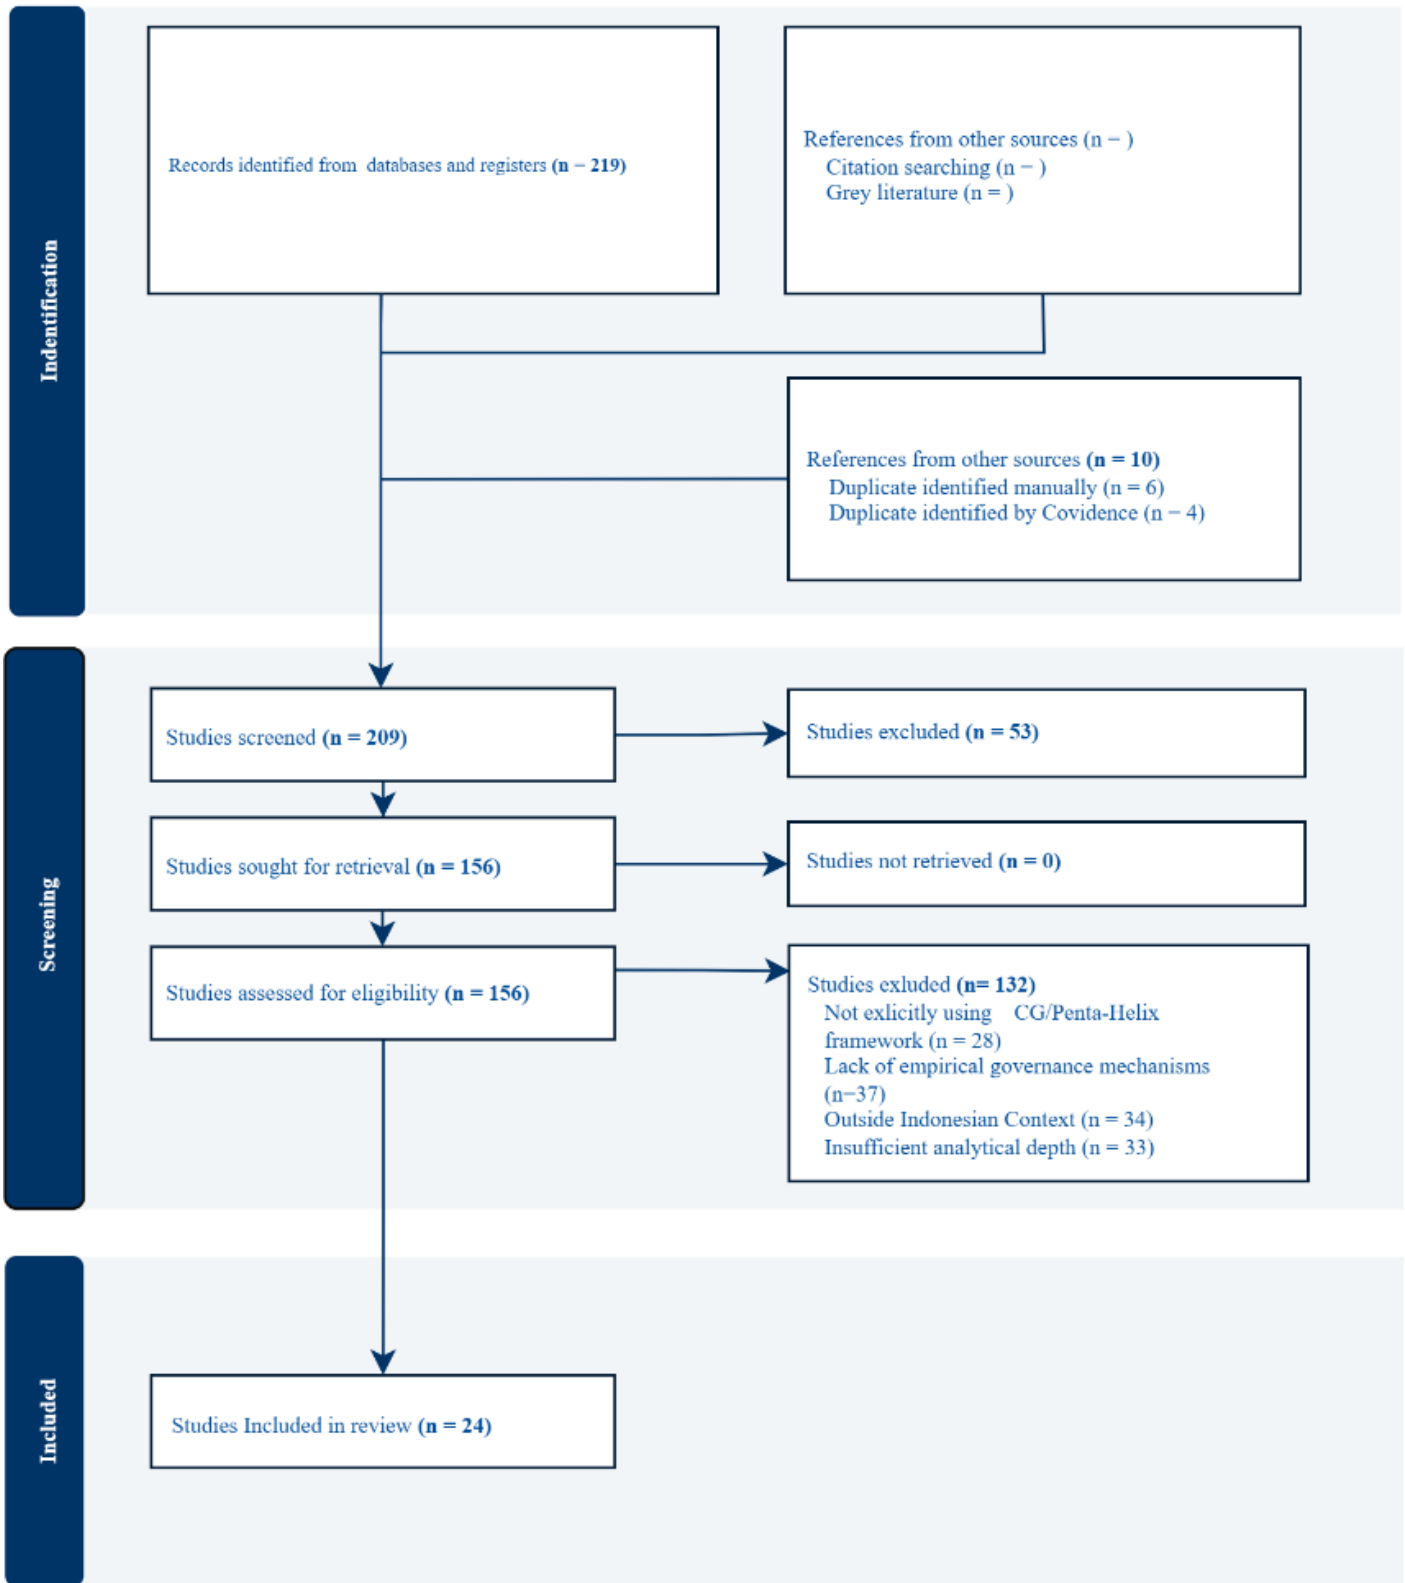 Indentification
Records identified from databases and registers (n − 219)
References from other sources (n − )
Citation searching (n − )
Grey literature (n = )
References from other sources (n = 10)
Duplicate identified manually (n = 6)
Duplicate identified by Covidence (n − 4)
Screening
Studies screened (n = 209)
Studies excluded (n = 53)
Studies sought for retrieval (n = 156)
Studies not retrieved (n = 0)
Studies assessed for eligibility (n = 156)
Studies exluded (n= 132)
Not exlicitly using CG/Penta-Helix
framework (n = 28)
Lack of empirical governance mechanisms
(n−37)
Outside Indonesian Context (n = 34)
Insufficient analytical depth (n = 33)
Included
Studies Included in review (n = 24)